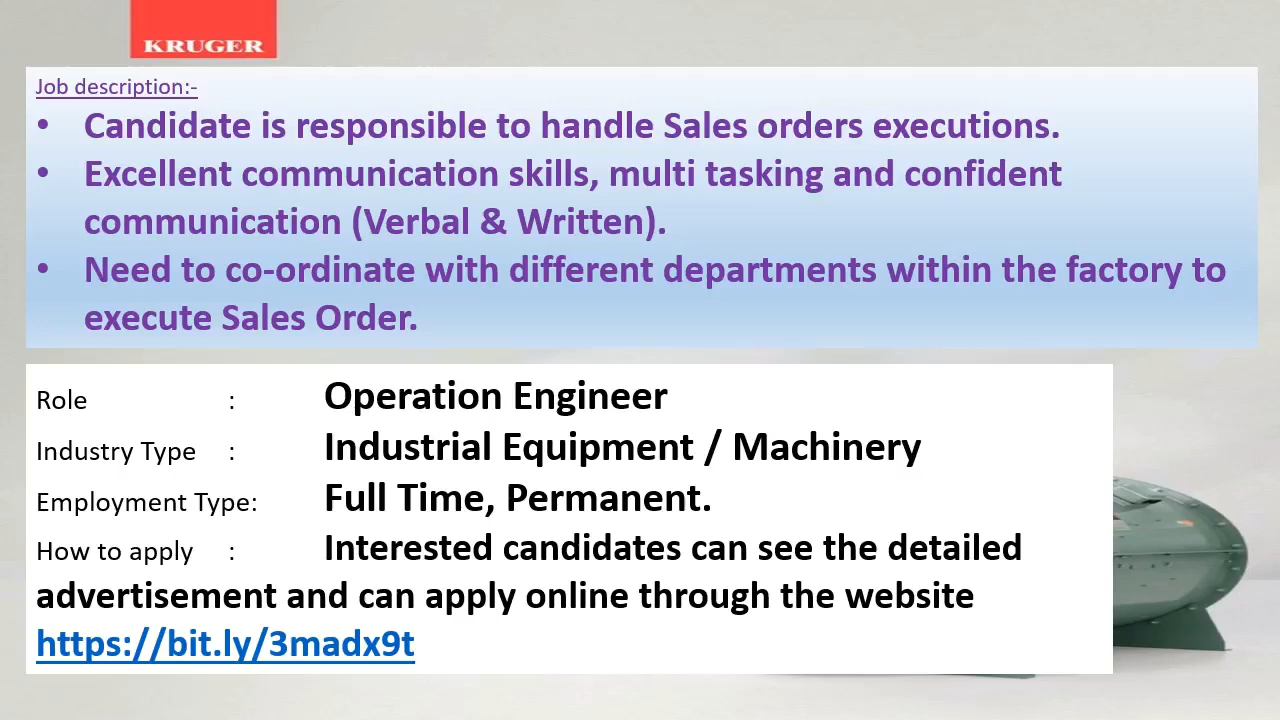 KRUGER
Job description:-
• Candidate is responsible to handle Sales orders executions.
• Excellent communication skills, multi tasking and confident
communication (Verbal & Written).
• Need to co-ordinate with different departments within the factory to
execute Sales Order.
Role : Operation Engineer
Industry Type : Industrial Equipment / Machinery
Employment Type: Full Time, Permanent.
How to apply : Interested candidates can see the detailed
advertisement and can apply online through the website
https://bit.ly/3madx9t